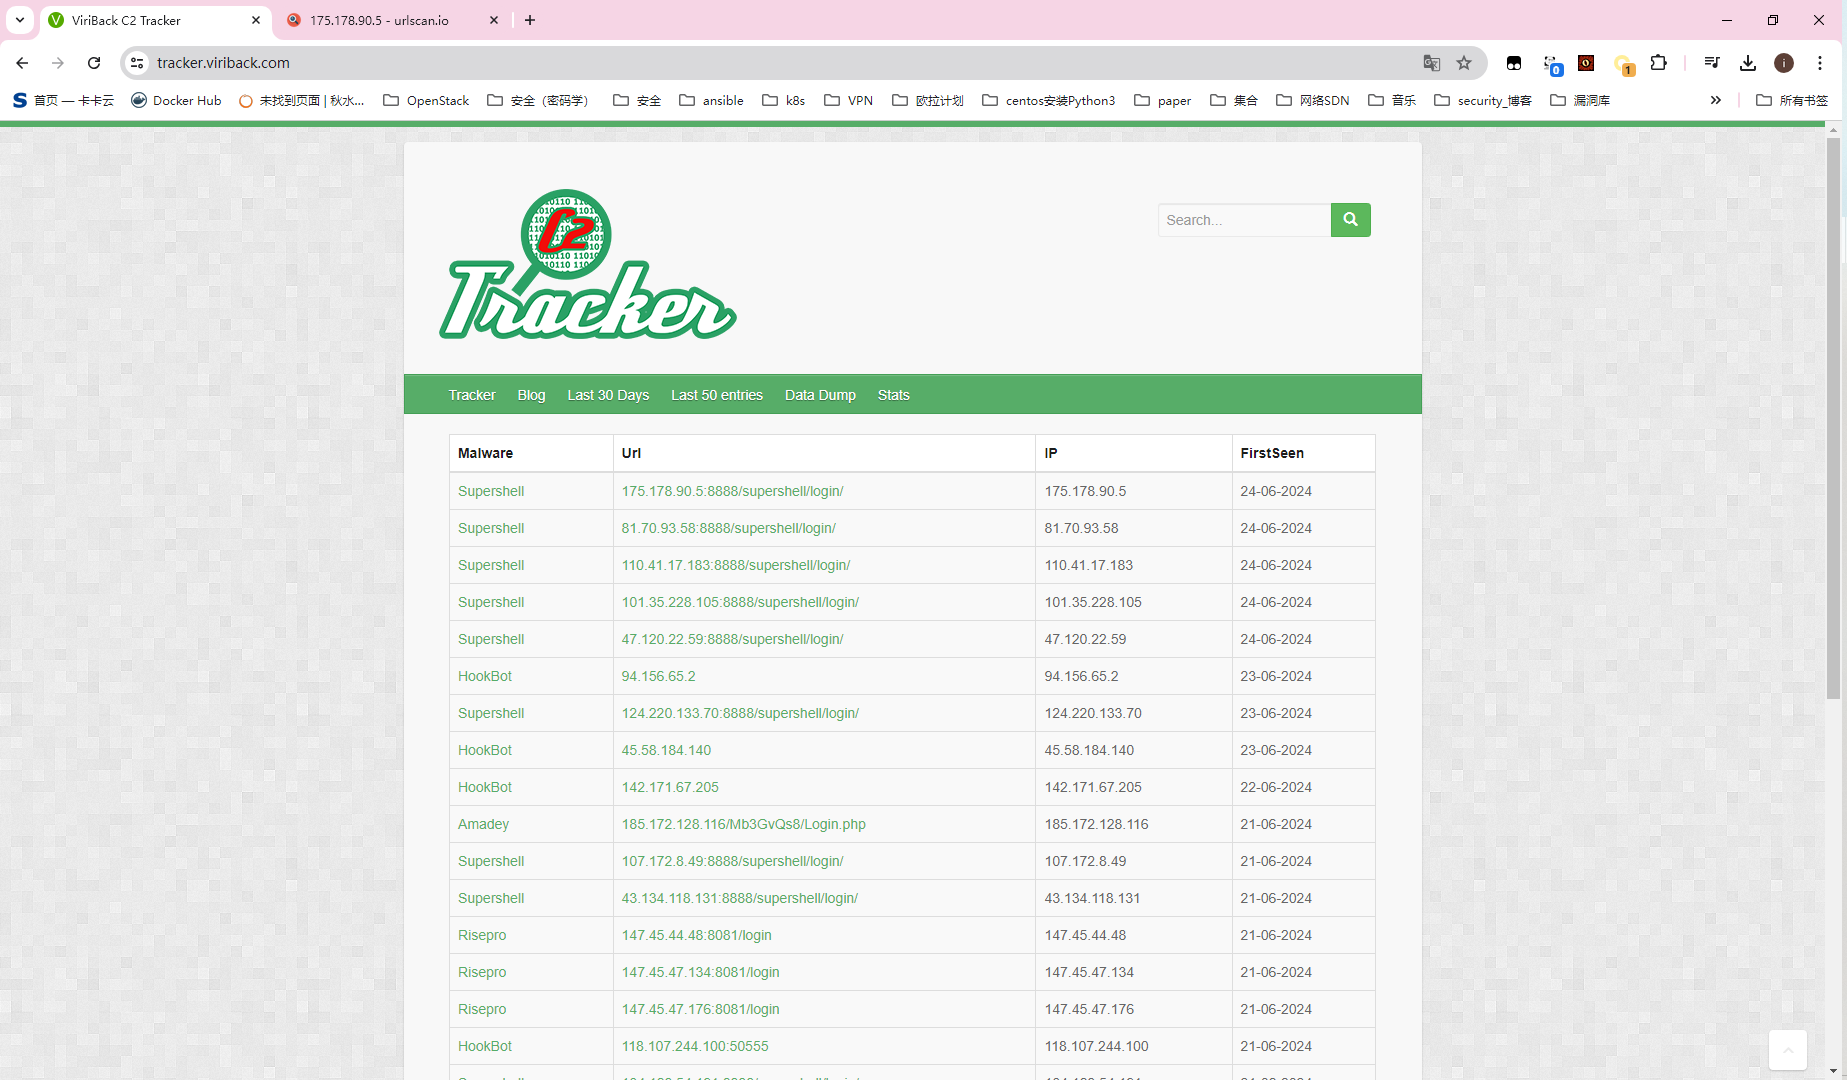 ViriBack C2 Tracker
175.178.90.5 - urlscan.io
tracker.viriback.com
0
1
i
首页 — 卡卡云
Docker Hub
未找到页面 | 秋水...
OpenStack
安全（密码学）
安全
ansible
k8s
VPN
欧拉计划
centos安装Python3
paper
集合
网络SDN
音乐
security_博客
漏洞库
所有书签
C2
Tracker
Search...
Tracker Blog Last 30 Days Last 50 entries Data Dump Stats
Malware Url IP FirstSeen
Supershell 175.178.90.5:8888/supershell/login/ 175.178.90.5 24-06-2024
Supershell 81.70.93.58:8888/supershell/login/ 81.70.93.58 24-06-2024
Supershell 110.41.17.183:8888/supershell/login/ 110.41.17.183 24-06-2024
Supershell 101.35.228.105:8888/supershell/login/ 101.35.228.105 24-06-2024
Supershell 47.120.22.59:8888/supershell/login/ 47.120.22.59 24-06-2024
HookBot 94.156.65.2 94.156.65.2 23-06-2024
Supershell 124.220.133.70:8888/supershell/login/ 124.220.133.70 23-06-2024
HookBot 45.58.184.140 45.58.184.140 23-06-2024
HookBot 142.171.67.205 142.171.67.205 22-06-2024
Amadey 185.172.128.116/Mb3GvQs8/Login.php 185.172.128.116 21-06-2024
Supershell 107.172.8.49:8888/supershell/login/ 107.172.8.49 21-06-2024
Supershell 43.134.118.131:8888/supershell/login/ 43.134.118.131 21-06-2024
Risepro 147.45.44.48:8081/login 147.45.44.48 21-06-2024
Risepro 147.45.47.134:8081/login 147.45.47.134 21-06-2024
Risepro 147.45.47.176:8081/login 147.45.47.176 21-06-2024
HookBot 118.107.244.100:50555 118.107.244.100 21-06-2024